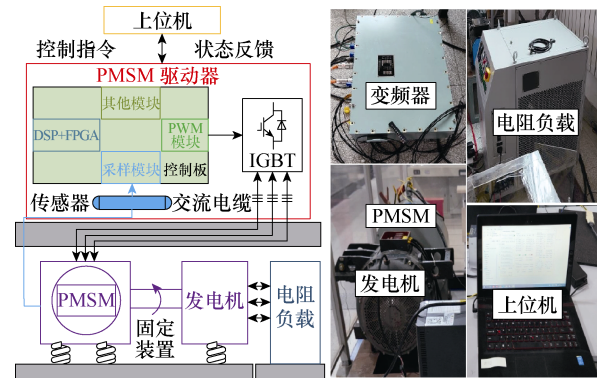 上位机
控制指令
状态反馈
PMSM 驱动器
其他模块
DSP+FPGA
PWM
模块
采样模块
控制板
IGBT
传感器
交流电缆
PMSM
固定
装置
发电机
电阻
负载
变频器
电阻负载
PMSM
发电机
上位机